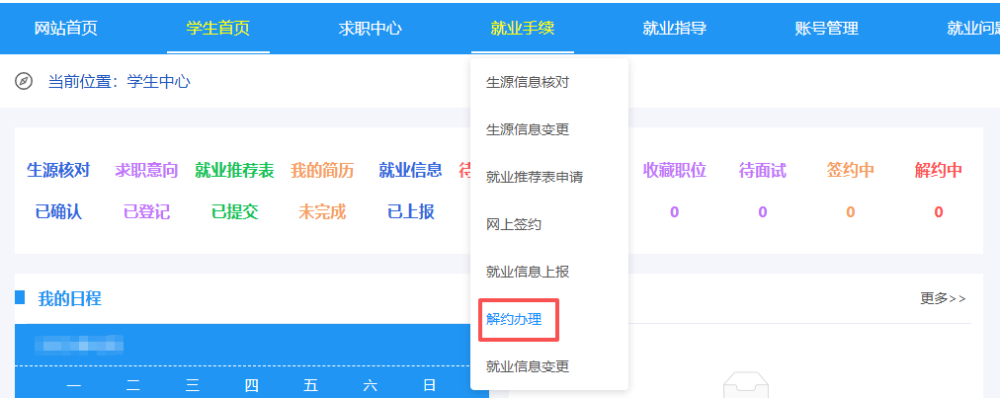 网站首页 学生首页 求职中心 就业手续 就业指导 账号管理 就业问
当前位置：学生中心
生源信息核对
生源信息变更
就业推荐表申请
网上签约
就业信息上报
解约办理
就业信息变更
生源核对 求职意向 就业推荐表 我的简历 就业信息 待 收藏职位 待面试 签约中 解约中
已确认 已登记 已提交 未完成 已上报 0 0 0 0
我的日程 更多>>
一 二 三 四 五 六 日